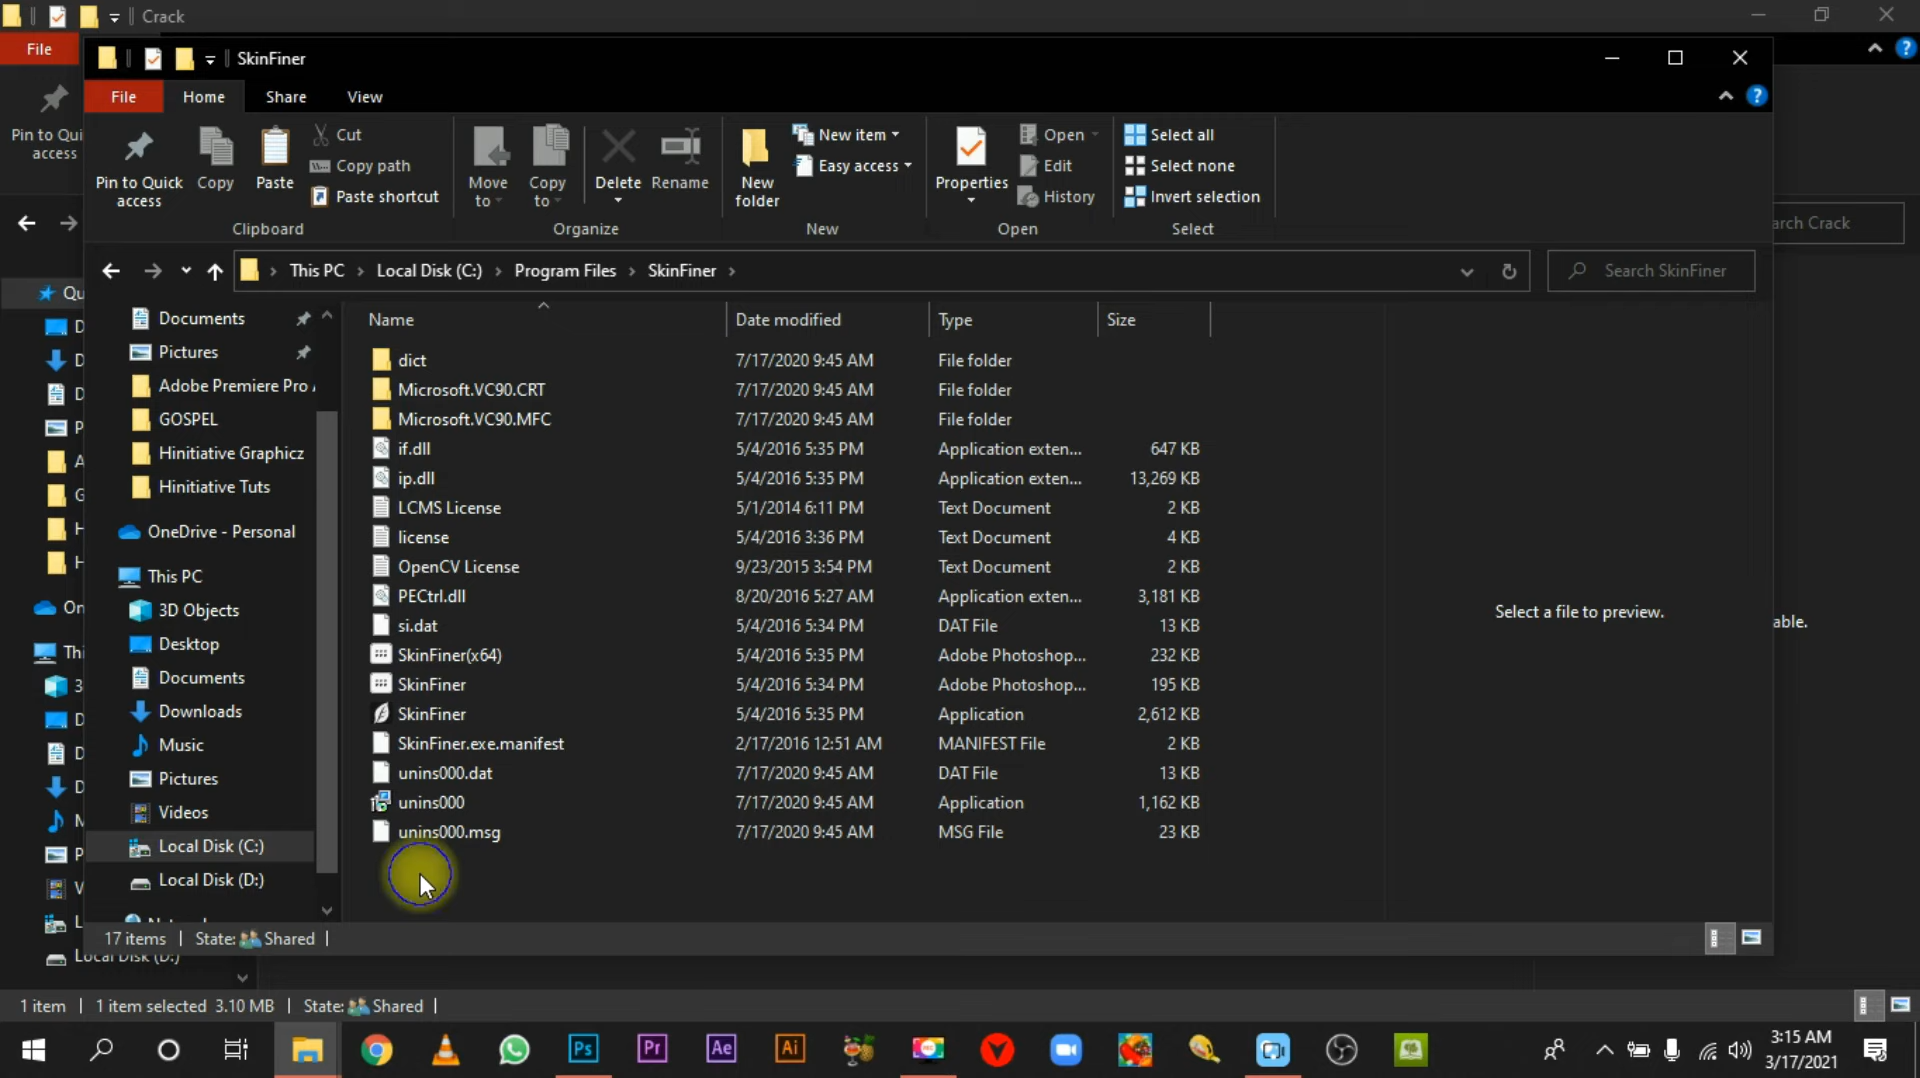 Crack
File
SkinFiner
File Home Share View
Pin to Qui
access
Pin to Quick
access
Copy
Paste
Cut
Copy path
Paste shortcut
Clipboard
Move
to
Copy
to
Delete
Rename
Organize
New
folder
New item
Easy access
New
Properties
Open
Edit
History
Open
Select all
Select none
Invert selection
Select
This PC > Local Disk (C:) > Program Files > SkinFiner >
Search SkinFiner
arch Crack
Qu
D
D
D
P
A
G
H
H
On
Thi
3
D
D
D
M
P
V
L
Local Disk (D:)
Documents
Pictures
Adobe Premiere Pro
GOSPEL
Hinitiative Graphicz
Hinitiative Tuts
OneDrive - Personal
This PC
3D Objects
Desktop
Documents
Downloads
Music
Pictures
Videos
Local Disk (C:)
Local Disk (D:)
Name Date modified Type Size
dict 7/17/2020 9:45 AM File folder
Microsoft.VC90.CRT 7/17/2020 9:45 AM File folder
Microsoft.VC90.MFC 7/17/2020 9:45 AM File folder
if.dll 5/4/2016 5:35 PM Application exten... 647 KB
ip.dll 5/4/2016 5:35 PM Application exten... 13,269 KB
LCMS License 5/1/2014 6:11 PM Text Document 2 KB
license 5/4/2016 3:36 PM Text Document 4 KB
OpenCV License 9/23/2015 3:54 PM Text Document 2 KB
PECtrl.dll 8/20/2016 5:27 AM Application exten... 3,181 KB
si.dat 5/4/2016 5:34 PM DAT File 13 KB
SkinFiner(x64) 5/4/2016 5:35 PM Adobe Photoshop... 232 KB
SkinFiner 5/4/2016 5:34 PM Adobe Photoshop... 195 KB
SkinFiner 5/4/2016 5:35 PM Application 2,612 KB
SkinFiner.exe.manifest 2/17/2016 12:51 AM MANIFEST File 2 KB
unins000.dat 7/17/2020 9:45 AM DAT File 13 KB
unins000 7/17/2020 9:45 AM Application 1,162 KB
unins000.msg 7/17/2020 9:45 AM MSG File 23 KB
Select a file to preview.
able.
17 items State: Shared
1 item 1 item selected 3.10 MB State: Shared
Ps Pr Ae Ai
3:15 AM
3/17/2021